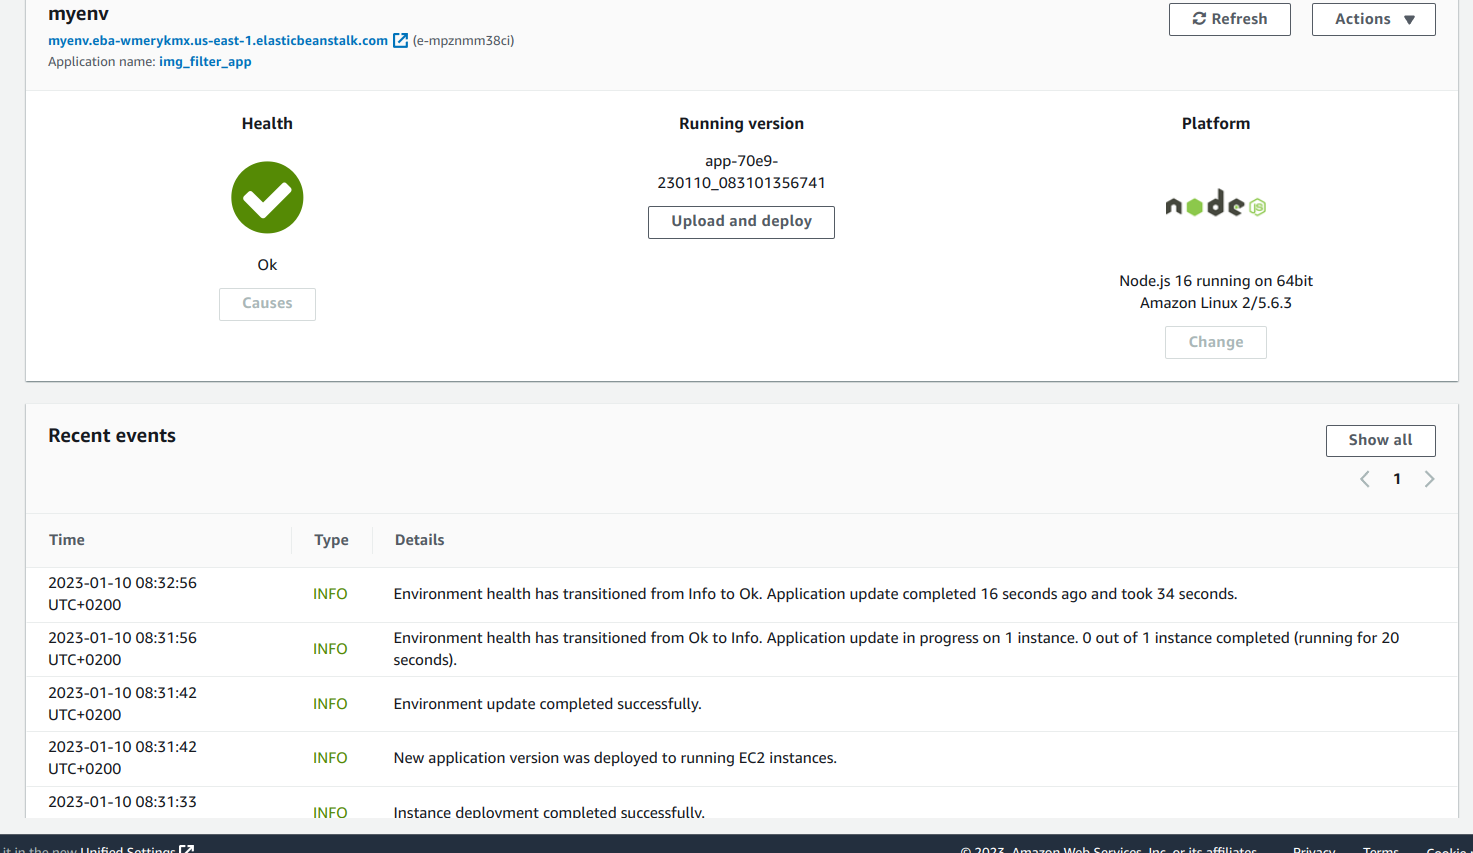 myenv
Refresh
Actions
myenv.eba-wmerykmx.us-east-1.elasticbeanstalk.com (e-mpznmm38ci)
Application name: img_filter_app
Health
Ok
Causes
Running version
app-70e9-
230110_083101356741
Upload and deploy
Platform
node JS
Node.js 16 running on 64bit
Amazon Linux 2/5.6.3
Change
Recent events
Show all
1
Time Type Details
2023-01-10 08:32:56
UTC+0200
INFO
Environment health has transitioned from Info to Ok. Application update completed 16 seconds ago and took 34 seconds.
2023-01-10 08:31:56
UTC+0200
INFO
Environment health has transitioned from Ok to Info. Application update in progress on 1 instance. 0 out of 1 instance completed (running for 20
seconds).
2023-01-10 08:31:42
UTC+0200
INFO
Environment update completed successfully.
2023-01-10 08:31:42
UTC+0200
INFO
New application version was deployed to running EC2 instances.
2023-01-10 08:31:33
INFO
Instance deployment completed successfully.
it in the new Unified Settings
© 2023, Amazon Web Services, Inc. or its affiliates.
Privacy
Terms
Cookie